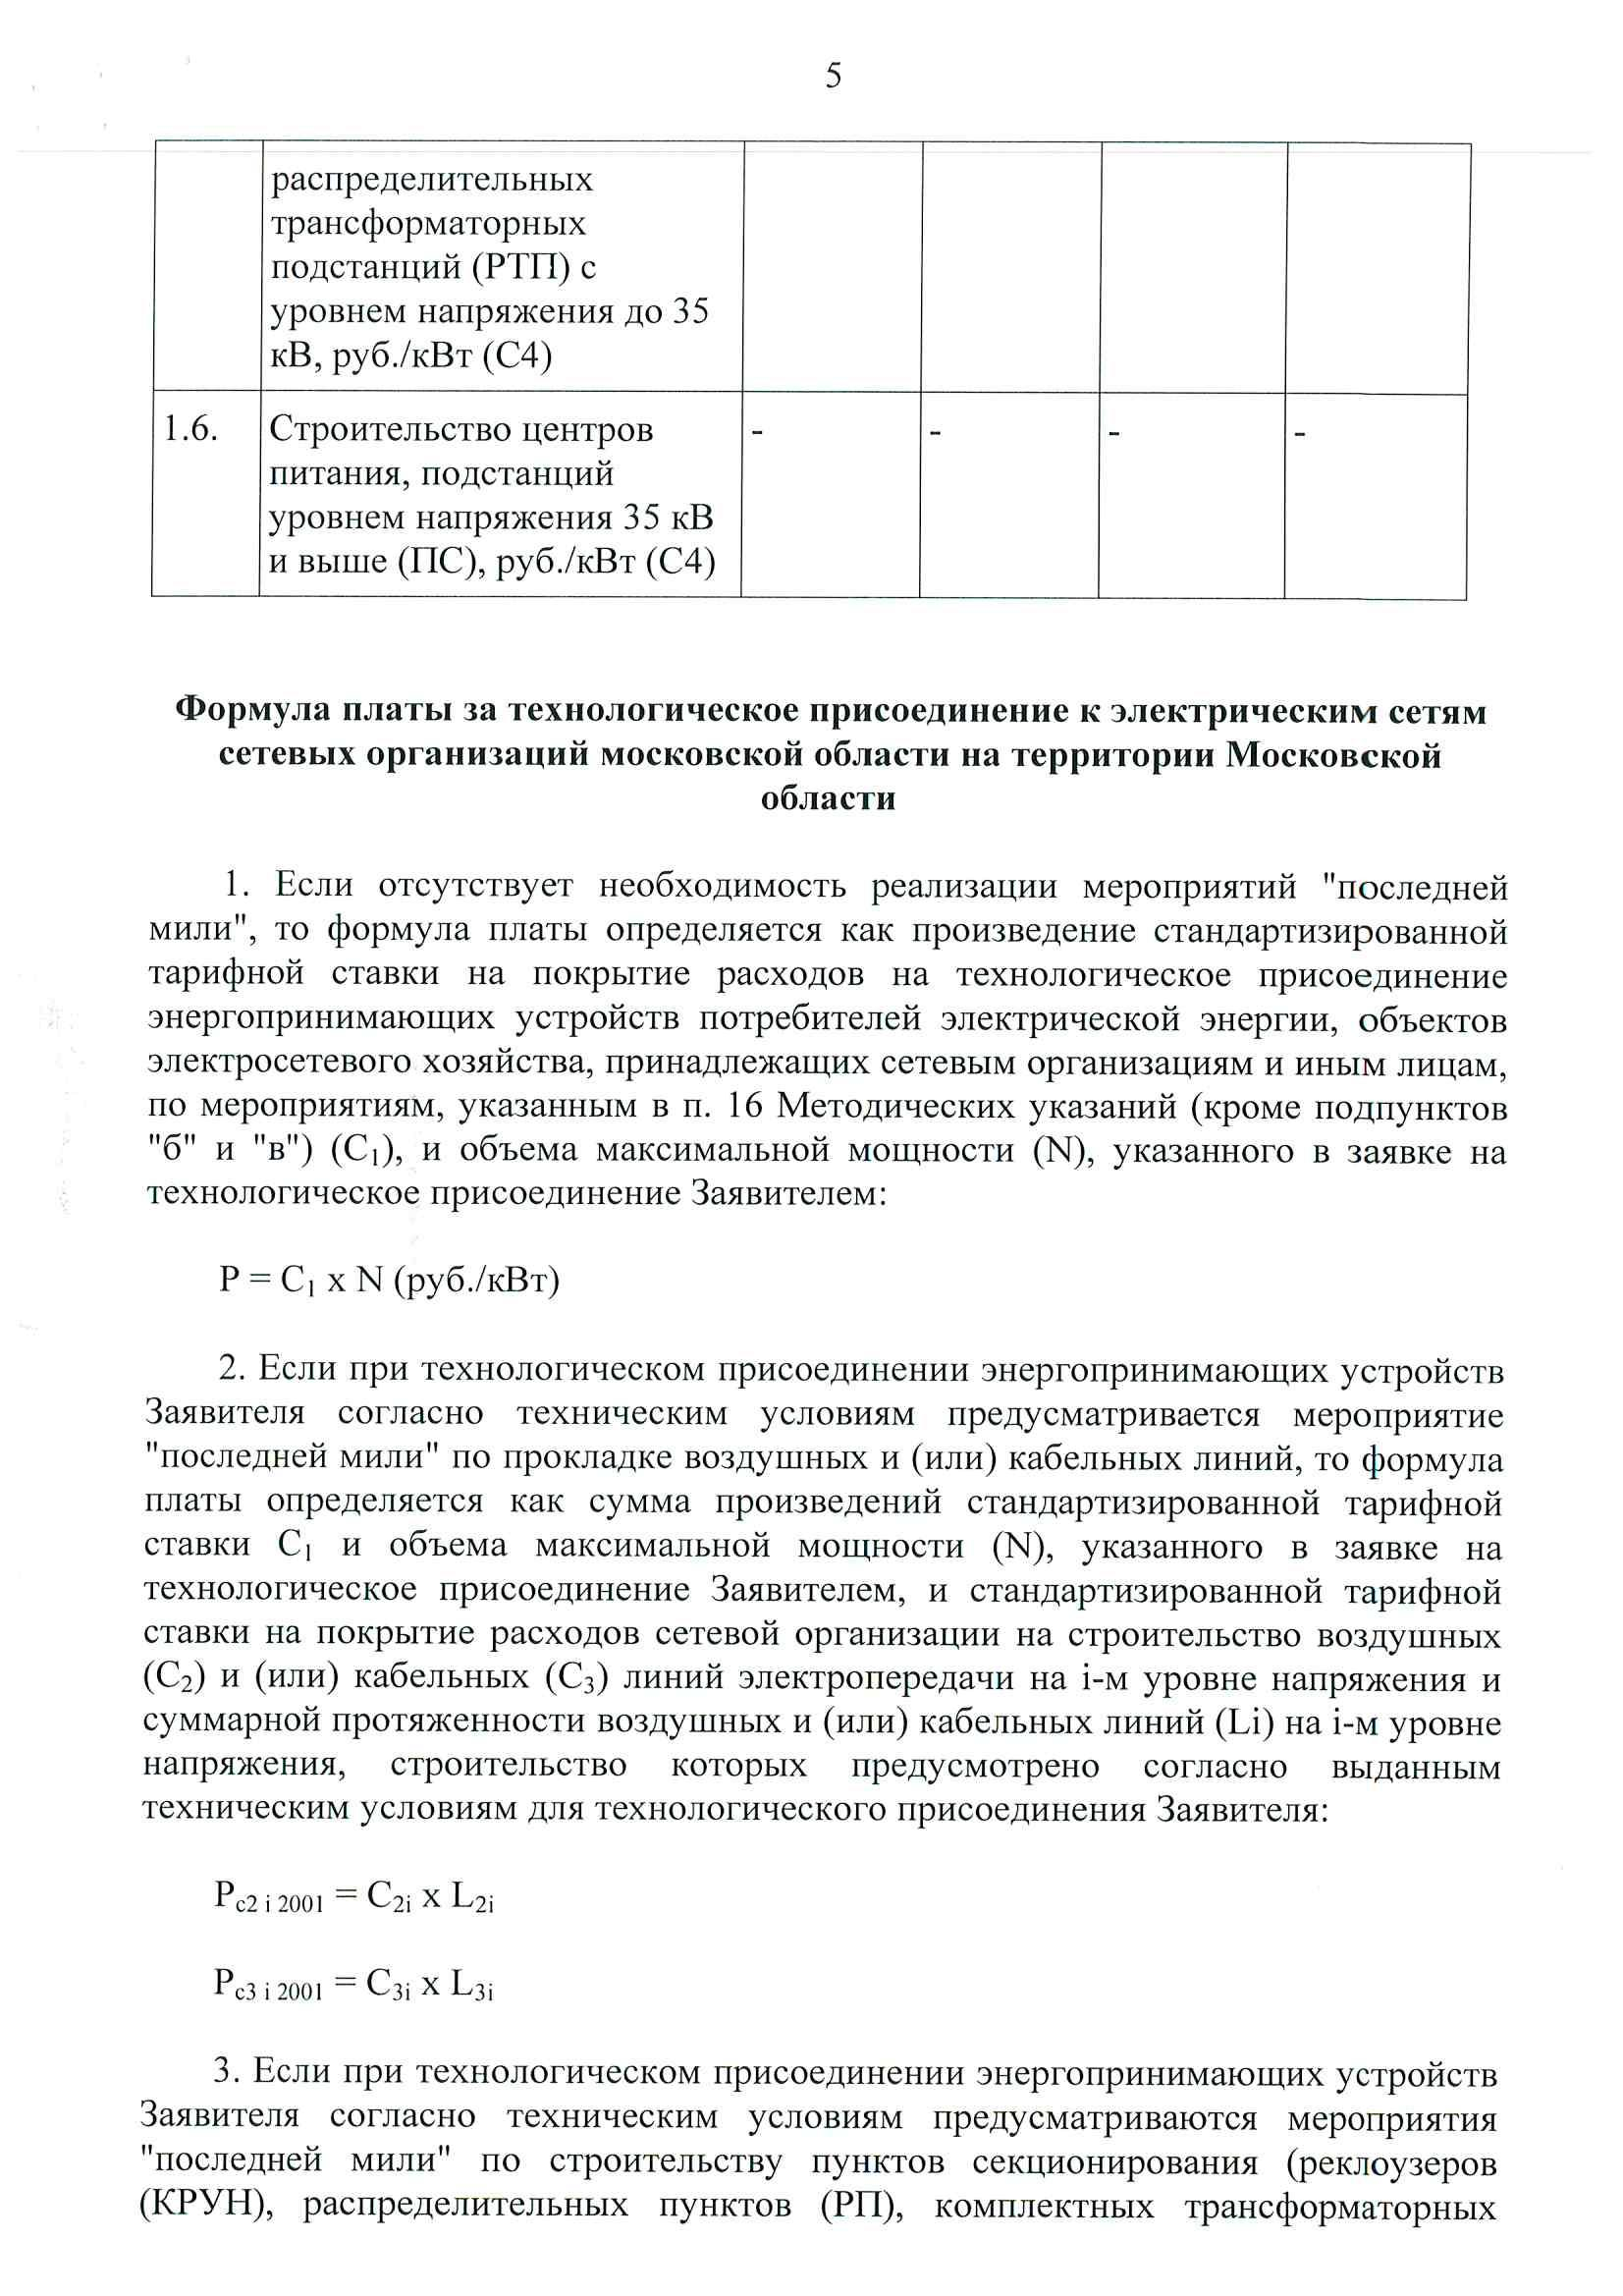 5
распределительных
трансформаторных
подстанций (РТП) с
уровнем напряжения до 35
кВ, руб./кВт (С4)
1.6. Строительство центров - - - -
питания, подстанций
уровнем напряжения 35 кВ
и выше (ПС), руб./кВт (С4)
Формула платы за технологическое присоединение к электрическим сетям
сетевых организаций московской области на территории Московской
области
1. Если отсутствует необходимость реализации мероприятий "последней
мили", то формула платы определяется как произведение стандартизированной
тарифной ставки на покрытие расходов на технологическое присоединение
энергопринимающих устройств потребителей электрической энергии, объектов
электросетевого хозяйства, принадлежащих сетевым организациям и иным лицам,
по мероприятиям, указанным в п. 16 Методических указаний (кроме подпунктов
"б" и "в") (С₁), и объема максимальной мощности (N), указанного в заявке на
технологическое присоединение Заявителем:
P = C₁ x N (руб./кВт)
2. Если при технологическом присоединении энергопринимающих устройств
Заявителя согласно техническим условиям предусматривается мероприятие
"последней мили" по прокладке воздушных и (или) кабельных линий, то формула
платы определяется как сумма произведений стандартизированной тарифной
ставки С₁ и объема максимальной мощности (N), указанного в заявке на
технологическое присоединение Заявителем, и стандартизированной тарифной
ставки на покрытие расходов сетевой организации на строительство воздушных
(С₂) и (или) кабельных (С₃) линий электропередачи на i-м уровне напряжения и
суммарной протяженности воздушных и (или) кабельных линий (Li) на i-м уровне
напряжения, строительство которых предусмотрено согласно выданным
техническим условиям для технологического присоединения Заявителя:
Pc2 i 2001 = C2i x L2i
Pc3 i 2001 = C3i x L3i
3. Если при технологическом присоединении энергопринимающих устройств
Заявителя согласно техническим условиям предусматриваются мероприятия
"последней мили" по строительству пунктов секционирования (реклоузеров
(КРУН), распределительных пунктов (РП), комплектных трансформаторных